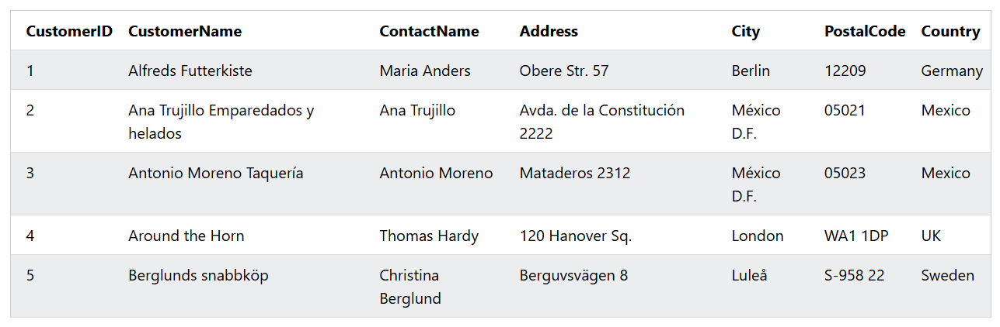 CustomerID CustomerName ContactName Address City PostalCode Country
1 Alfreds Futterkiste Maria Anders Obere Str. 57 Berlin 12209 Germany
2 Ana Trujillo Emparedados y Ana Trujillo Avda. de la Constitución México 05021 Mexico
helados 2222 D.F.
3 Antonio Moreno Taquería Antonio Moreno Mataderos 2312 México 05023 Mexico
D.F.
4 Around the Horn Thomas Hardy 120 Hanover Sq. London WA1 1DP UK
5 Berglunds snabbköp Christina Berguvsvägen 8 Luleå S-958 22 Sweden
Berglund